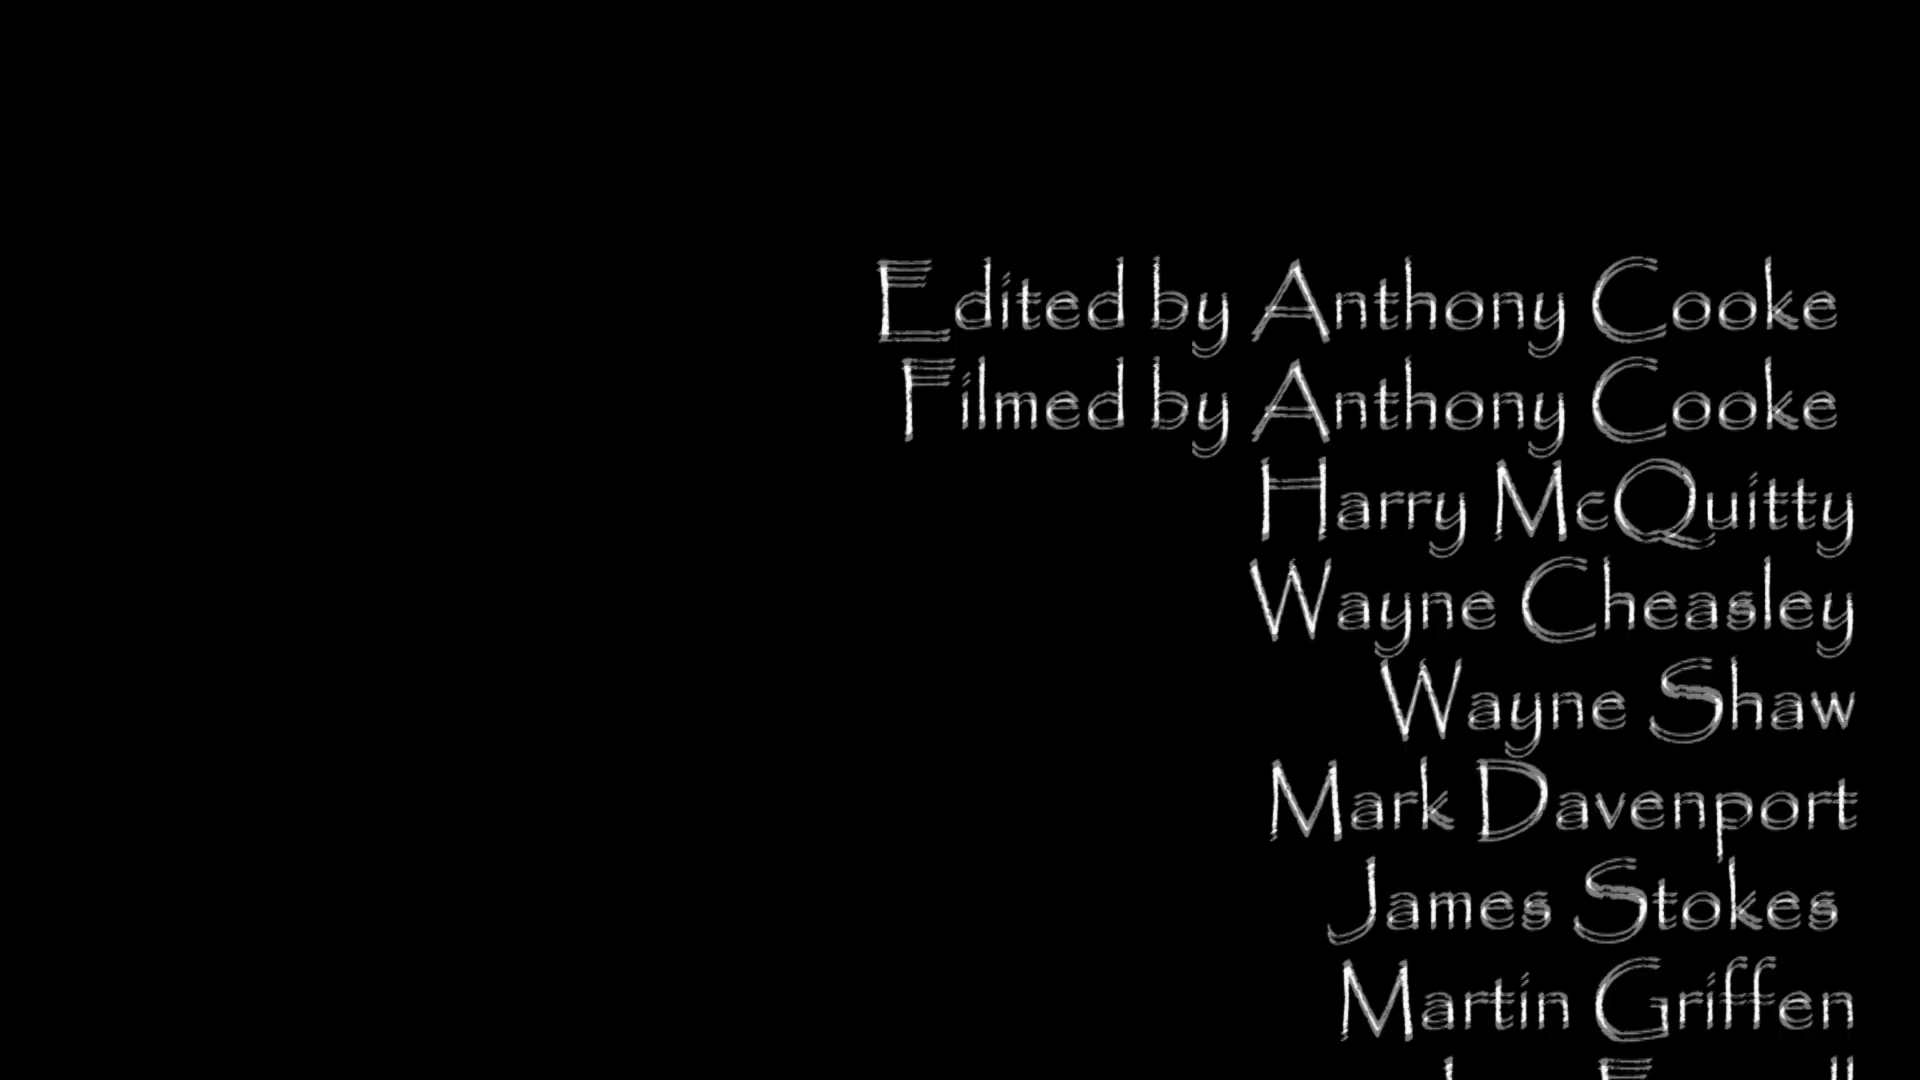 Edited by Anthony Cooke
Filmed by Anthony Cooke
Harry McQuitty
Wayne Cheasley
Wayne Shaw
Mark Davenport
James Stokes
Martin Griffen